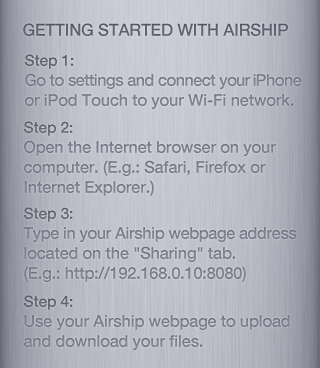 GETTING STARTED WITH AIRSHIP
Step 1:
Go to settings and connect your iPhone
or iPod Touch to your Wi-Fi network.
Step 2:
Open the Internet browser on your
computer. (E.g.: Safari, Firefox or
Internet Explorer.)
Step 3:
Type in your Airship webpage address
located on the "Sharing" tab.
(E.g.: http://192.168.0.10:8080)
Step 4:
Use your Airship webpage to upload
and download your files.